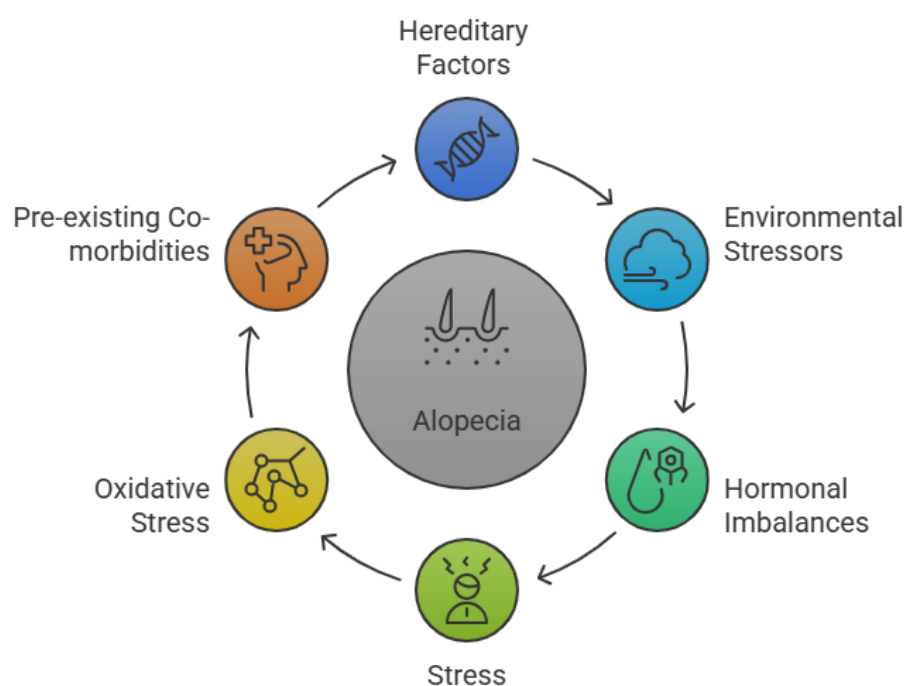 Hereditary
Factors
Environmental
Stressors
Hormonal
Imbalances
Stress
Oxidative
Stress
Pre-existing Co-
morbidities
Alopecia